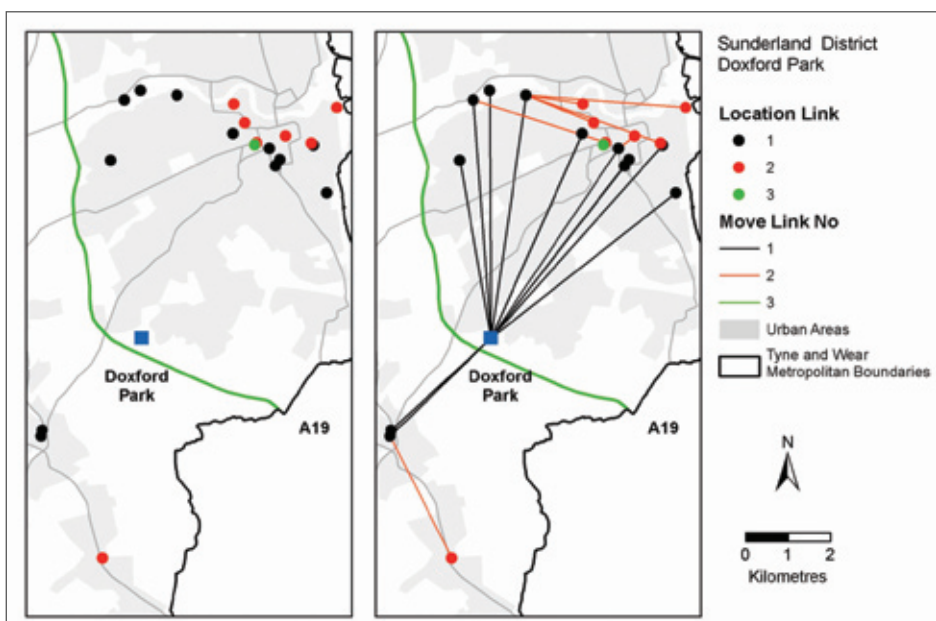 Doxford
Park
A19
Doxford
Park
A19
Sunderland District
Doxford Park
Location Link
1
2
3
Move Link No
1
2
3
Urban Areas
Tyne and Wear
Metropolitan Boundaries
N
0 1 2
Kilometres